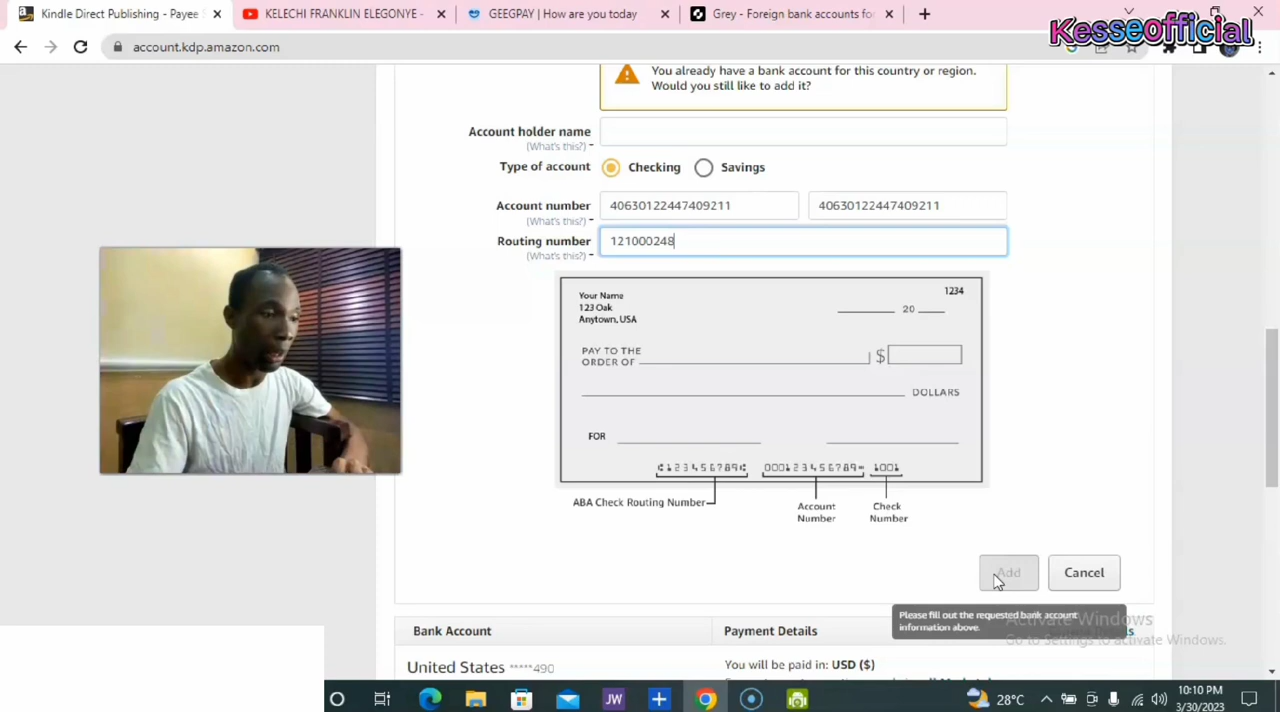 Kindle Direct Publishing - Payee S
KELECHI FRANKLIN ELEGONYE -
GEEGPAY | How are you today
Grey - Foreign bank accounts for
Kesseofficial
account.kdp.amazon.com
You already have a bank account for this country or region.
Would you still like to add it?
Account holder name
(What's this?)
Type of account
Checking
Savings
Account number
(What's this?)
40630122447409211
40630122447409211
Routing number
(What's this?)
121000248
Your Name
123 Oak
Anytown, USA
1234
20
PAY TO THE
ORDER OF
$
DOLLARS
FOR
123456789
000123456789
1001
ABA Check Routing Number
Account
Number
Check
Number
Add
Cancel
Please fill out the requested bank account
information above.
Activate Windows
Go to Settings to activate Windows.
Bank Account
Payment Details
United States *****490
You will be paid in: USD ($)
JW
28°C
10:10 PM
3/30/2023